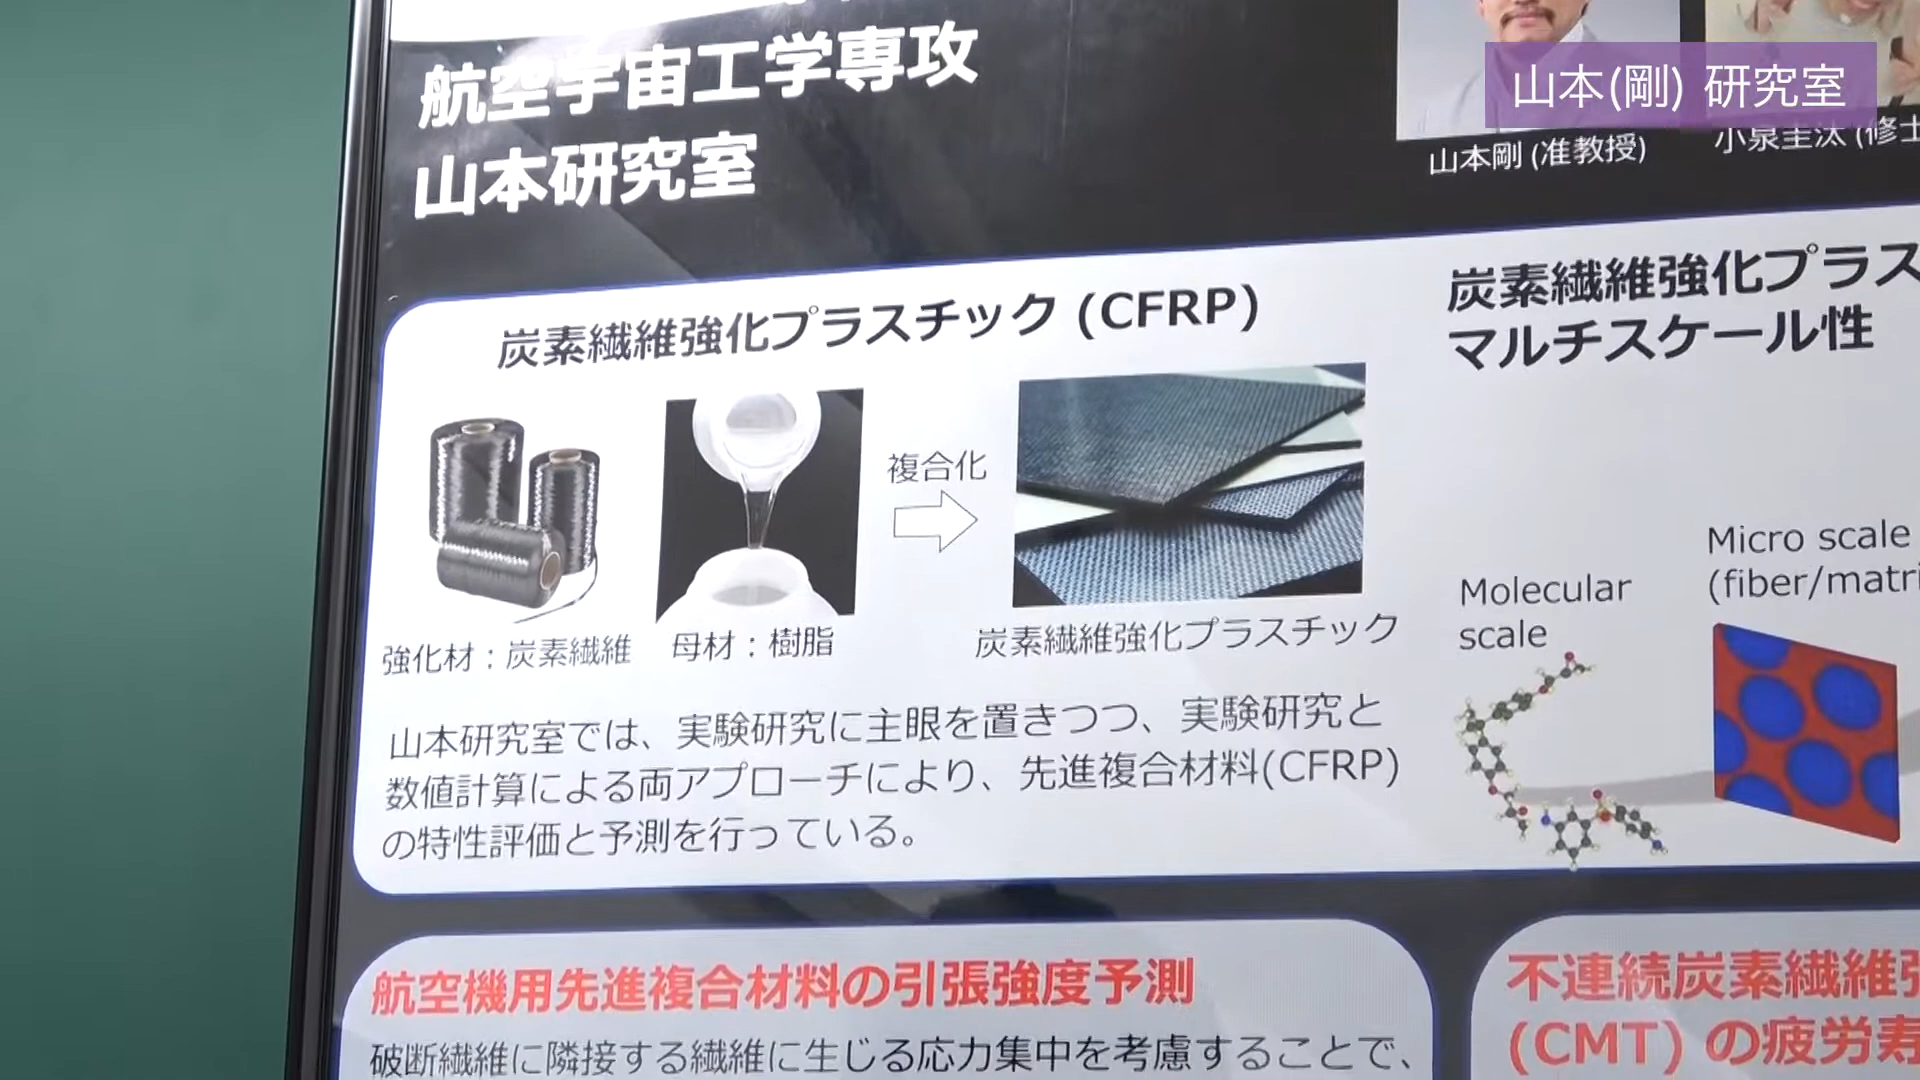 航空宇宙工学専攻
山本研究室
山本(剛) 研究室
山本剛 (准教授)
小泉圭汰 (修士
炭素繊維強化プラスチック (CFRP)
複合化
強化材：炭素繊維
母材：樹脂
炭素繊維強化プラスチック
山本研究室では、実験研究に主眼を置きつつ、実験研究と
数値計算による両アプローチにより、先進複合材料(CFRP)
の特性評価と予測を行っている。
炭素繊維強化プラス
マルチスケール性
Molecular
scale
Micro scale
(fiber/matri
航空機用先進複合材料の引張強度予測
破断繊維に隣接する繊維に生じる応力集中を考慮することで、
不連続炭素繊維強
(CMT) の疲労寿